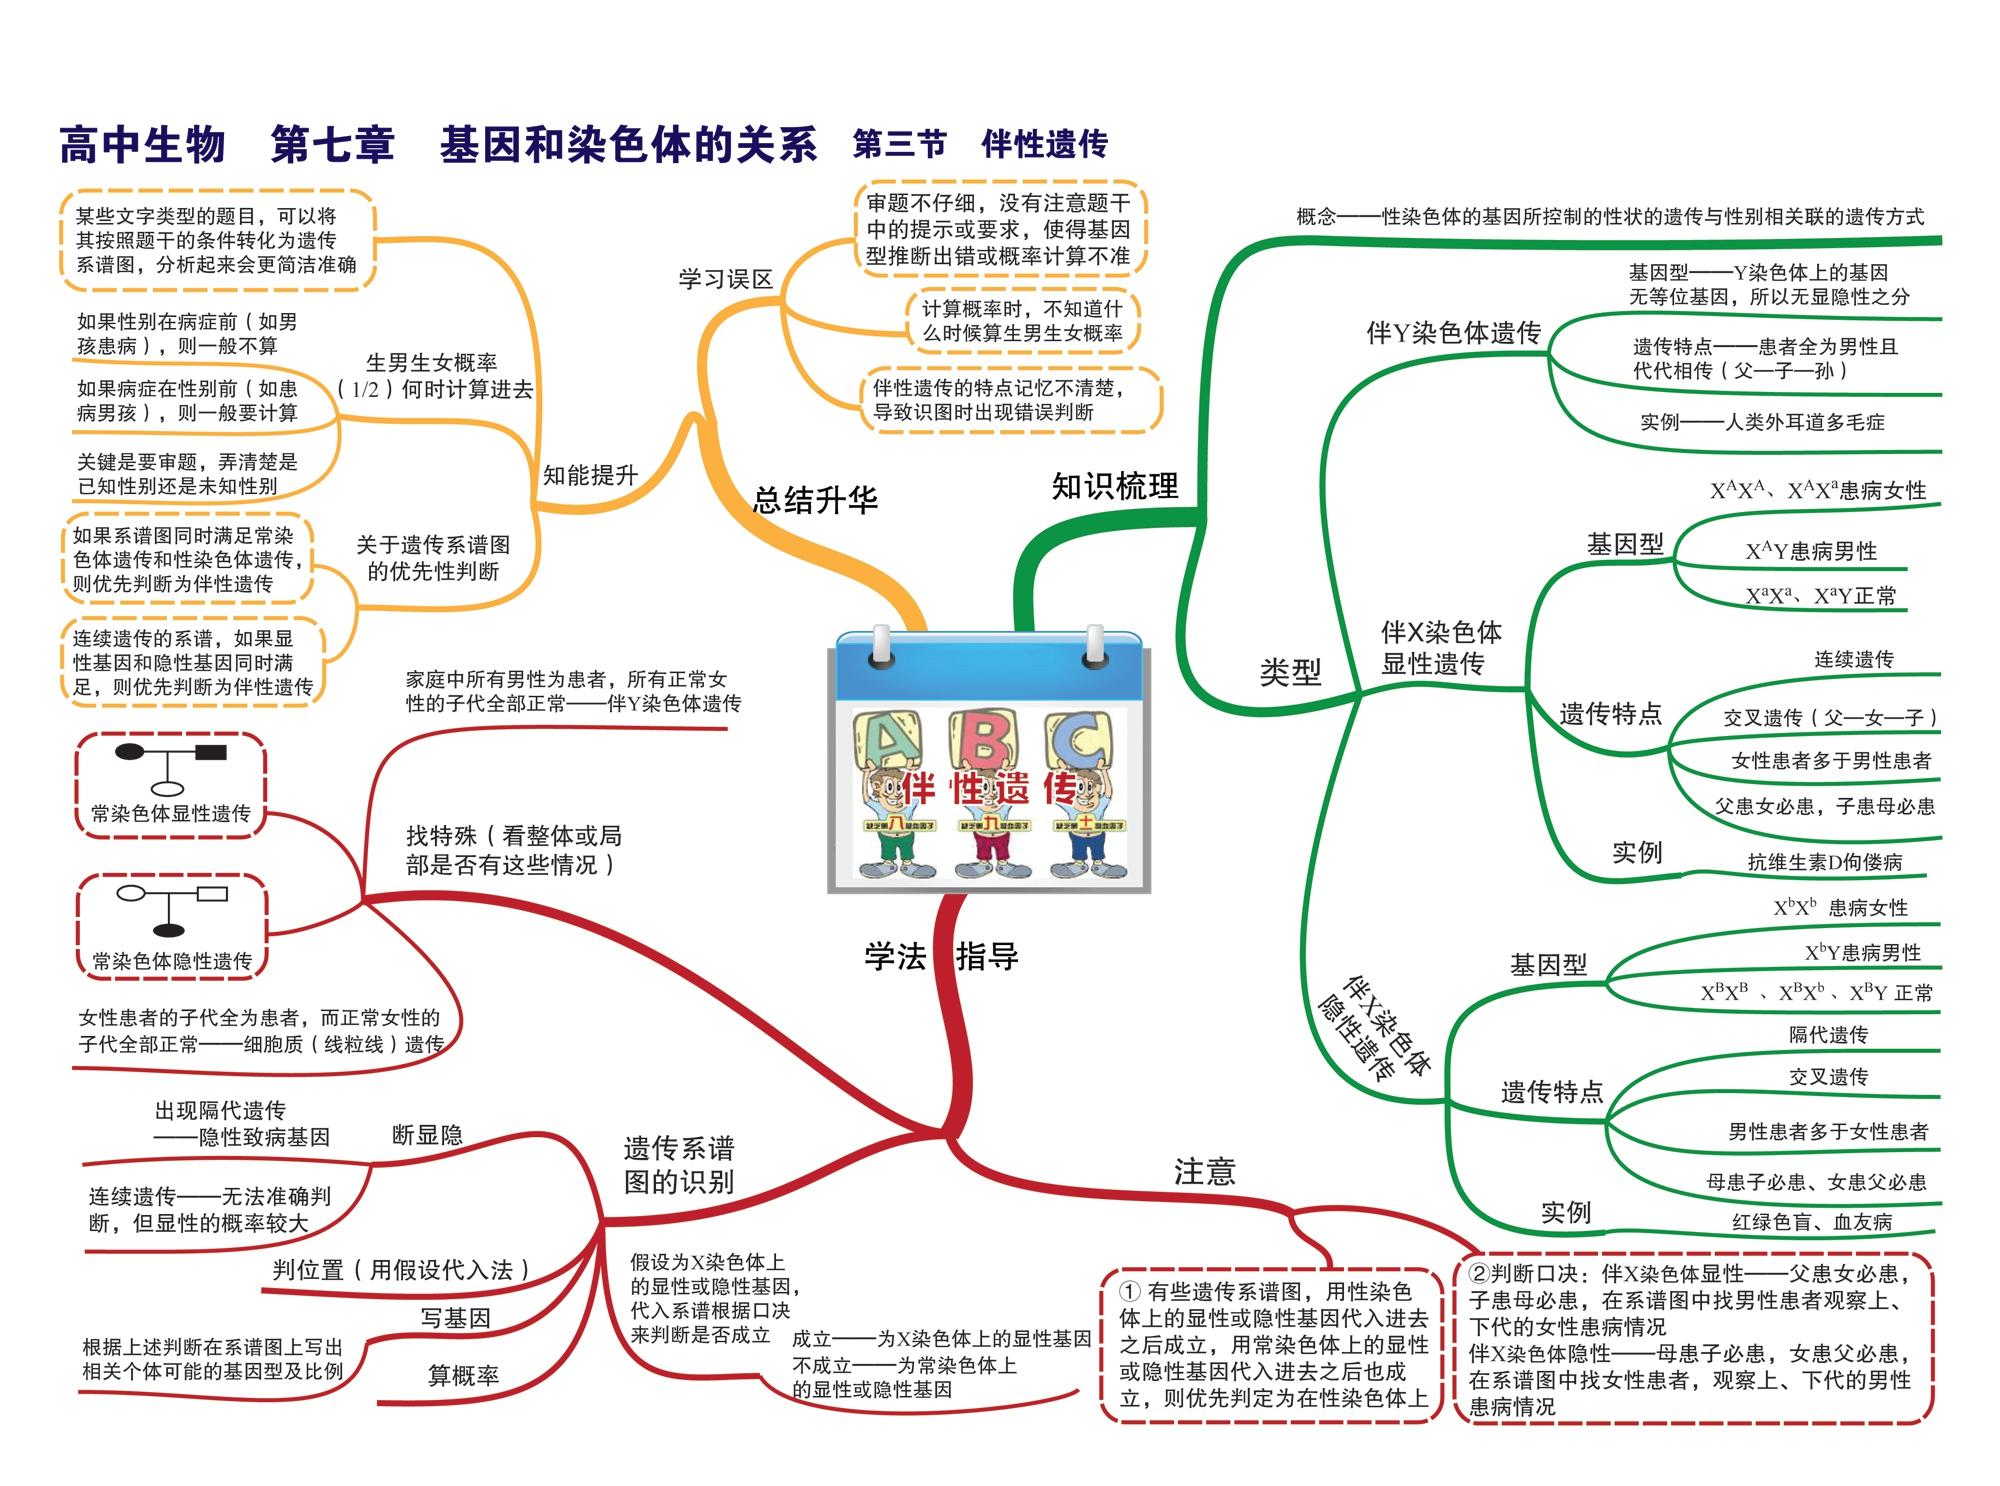 高中生物 第七章 基因和染色体的关系 第三节 伴性遗传
某些文字类型的题目，可以将
其按照题干的条件转化为遗传
系谱图，分析起来会更简洁准确
如果性别在病症前（如男
孩患病），则一般不算
如果病症在性别前（如患
病男孩），则一般要计算
关键是要审题，弄清楚是
已知性别还是未知性别
生男生女概率
（1/2）何时计算进去
如果系谱图同时满足常染
色体遗传和性染色体遗传，
则优先判断为伴性遗传
连续遗传的系谱，如果显
性基因和隐性基因同时满
足，则优先判断为伴性遗传
关于遗传系谱图
的优先性判断
知能提升
学习误区
审题不仔细，没有注意题干
中的提示或要求，使得基因
型推断出错或概率计算不准
计算概率时，不知道什
么时候算生男生女概率
伴性遗传的特点记忆不清楚，
导致识图时出现错误判断
总结升华
知识梳理
概念——性染色体的基因所控制的性状的遗传与性别相关联的遗传方式
类型
伴Y染色体遗传
基因型——Y染色体上的基因
无等位基因，所以无显隐性之分
遗传特点——患者全为男性且
代代相传（父—子—孙）
实例——人类外耳道多毛症
伴X染色体
显性遗传
基因型
XᴬXᴬ、XᴬXᵃ患病女性
XᴬY患病男性
XᵃXᵃ、XᵃY正常
遗传特点
连续遗传
交叉遗传（父—女—子）
女性患者多于男性患者
父患女必患，子患母必患
实例
抗维生素D佝偻病
伴X染色体
隐性遗传
基因型
XᵇXᵇ 患病女性
XᵇY患病男性
XᴮXᴮ 、XᴮXᵇ 、XᴮY 正常
遗传特点
隔代遗传
交叉遗传
男性患者多于女性患者
母患子必患、女患父必患
实例
红绿色盲、血友病
A B C
伴性遗传
八 九 士
学法指导
家庭中所有男性为患者，所有正常女
性的子代全部正常——伴Y染色体遗传
找特殊（看整体或局
部是否有这些情况）
常染色体显性遗传
常染色体隐性遗传
女性患者的子代全为患者，而正常女性的
子代全部正常——细胞质（线粒线）遗传
遗传系谱
图的识别
断显隐
出现隔代遗传
——隐性致病基因
连续遗传——无法准确判
断，但显性的概率较大
判位置（用假设代入法）
假设为X染色体上
的显性或隐性基因，
代入系谱根据口决
来判断是否成立
成立——为X染色体上的显性基因
不成立——为常染色体上
的显性或隐性基因
写基因
根据上述判断在系谱图上写出
相关个体可能的基因型及比例
算概率
注意
① 有些遗传系谱图，用性染色
体上的显性或隐性基因代入进去
之后成立，用常染色体上的显性
或隐性基因代入进去之后也成
立，则优先判定为在性染色体上
②判断口决：伴X染色体显性——父患女必患，
子患母必患，在系谱图中找男性患者观察上、
下代的女性患病情况
伴X染色体隐性——母患子必患，女患父必患，
在系谱图中找女性患者，观察上、下代的男性
患病情况